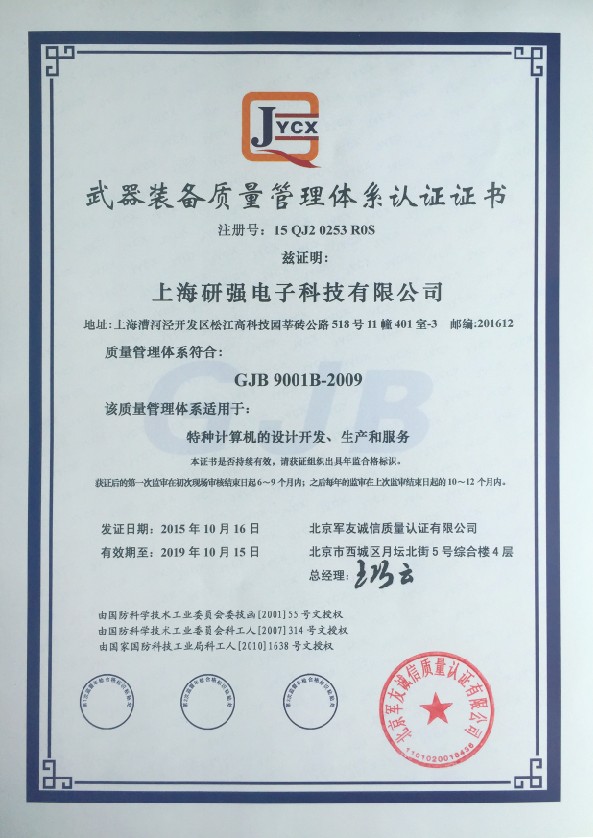 JYCX
武器装备质量管理体系认证证书
注册号：15 QJ2 0253 R0S
兹证明：
上海研强电子科技有限公司
地址：上海漕河泾开发区松江高科技园莘砖公路518号11幢401室-3 邮编:201612
质量管理体系符合：
GJB 9001B-2009
GJB
该质量管理体系适用于：
特种计算机的设计开发、生产和服务
本证书是否持续有效，请获证组织出具年监合格标识。
获证后的第一次监审在初次现场审核结束日起6～9个月内；之后每年的监审在上次监审结束日起的10～12个月内。
发证日期：2015年10月16日
北京军友诚信质量认证有限公司
有效期至：2019年10月15日
北京市西城区月坛北街5号综合楼4层
总经理：
由国防科学技术工业委员会委技函[2001]55号文授权
由国防科学技术工业委员会科工人[2007]314号文授权
由国家国防科技工业局科工人[2010]1638号文授权
北京军友诚信质量认证有限公司